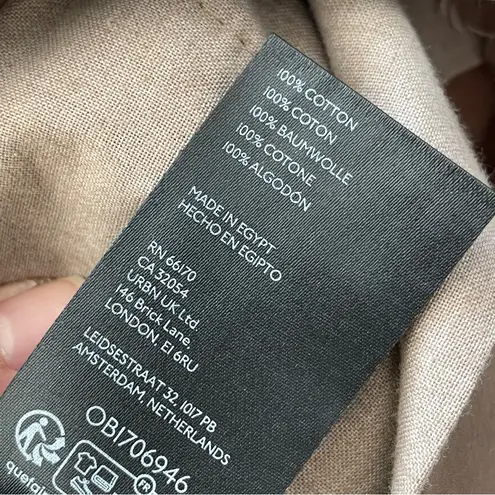 100% COTTON
100% COTON
100% BAUMWOLLE
100% COTONE
100% ALGODÓN
MADE IN EGYPT
HECHO EN EGIPTO
RN 66170
CA 32054
URBN UK Ltd
146 Brick Lane,
LONDON, E1 6RU
LEIDSESTRAAT 32, 1017 PB
AMSTERDAM, NETHERLANDS
OB1706946
FR